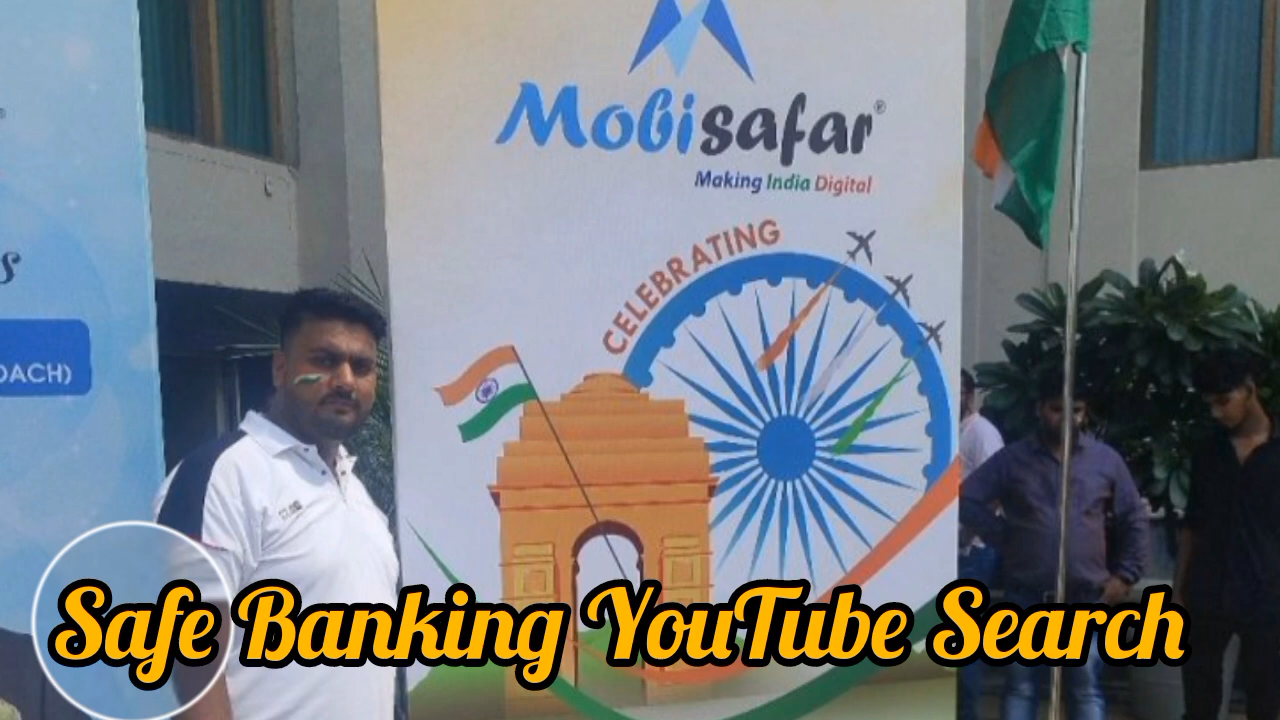 Mobisafar®
Making India Digital
CELEBRATING
OACH)
Safe Banking YouTube Search